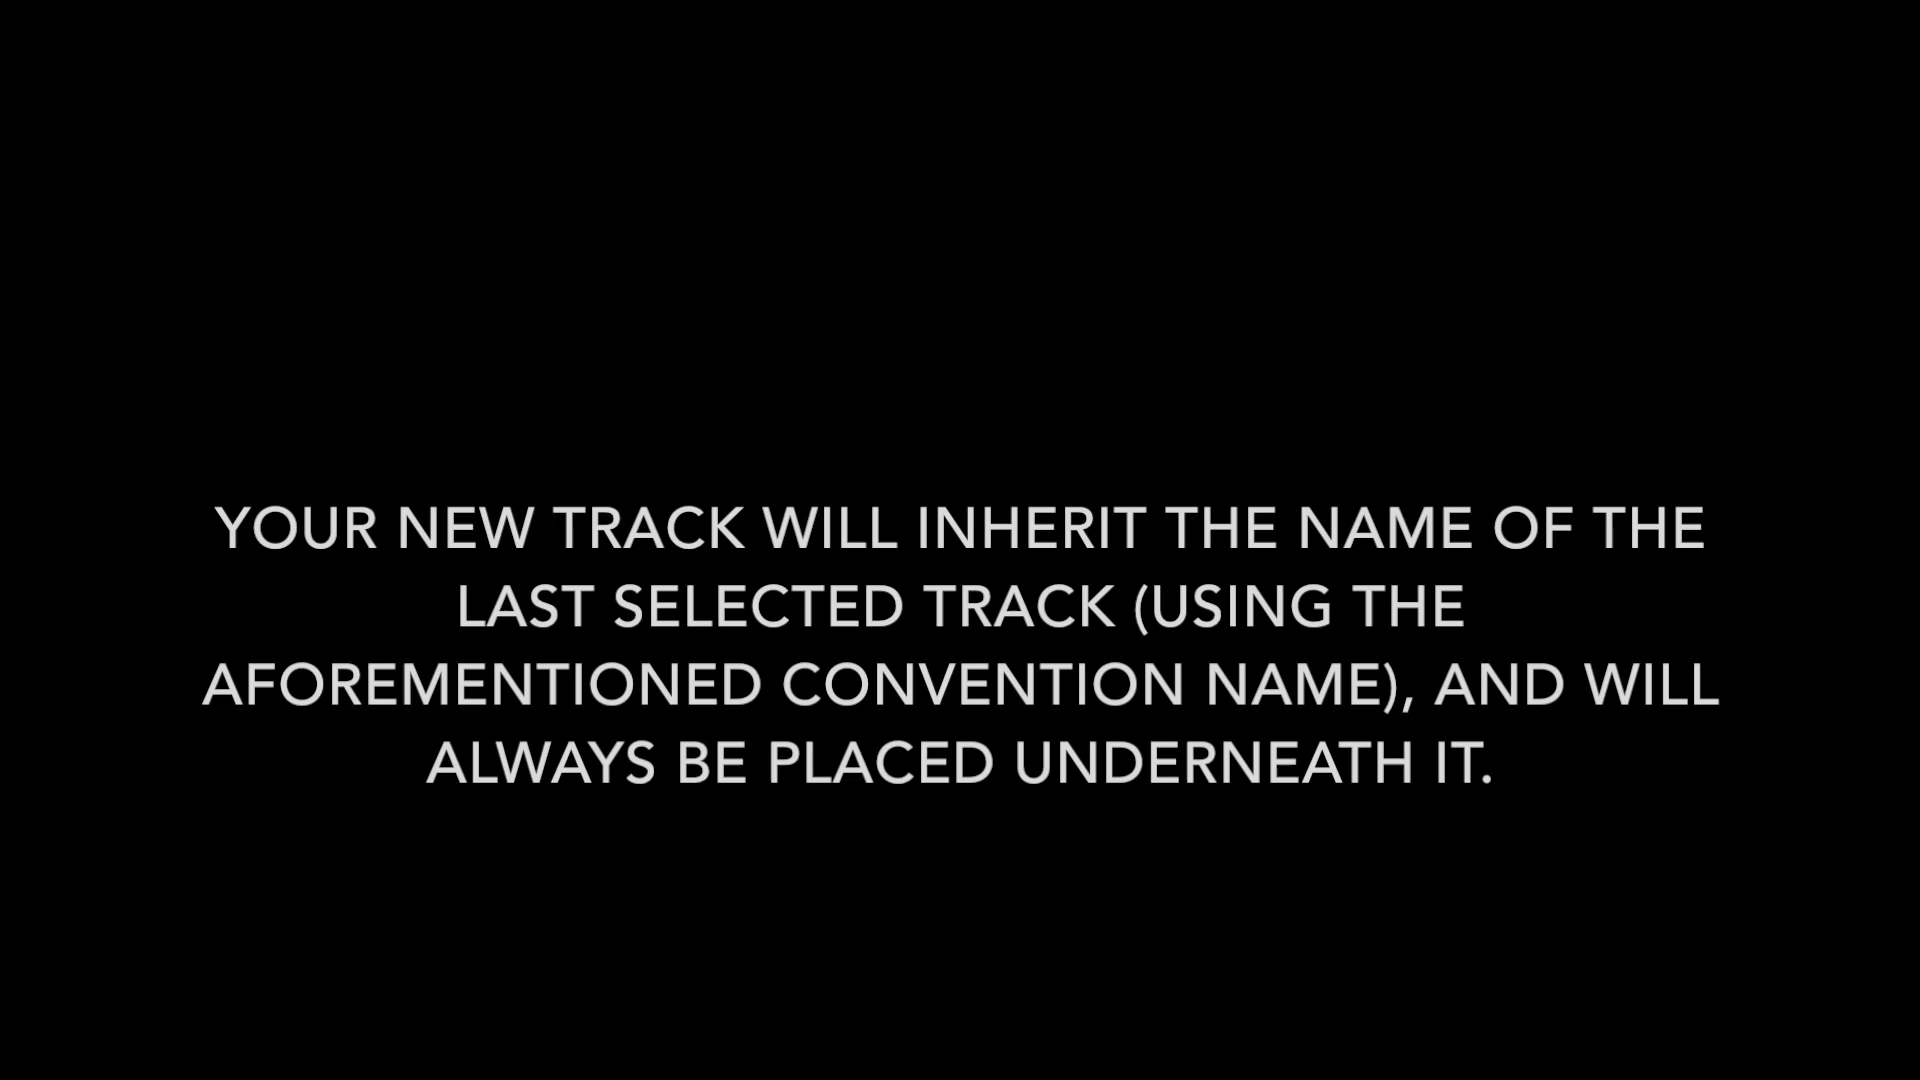 YOUR NEW TRACK WILL INHERIT THE NAME OF THE
LAST SELECTED TRACK (USING THE
AFOREMENTIONED CONVENTION NAME), AND WILL
ALWAYS BE PLACED UNDERNEATH IT.